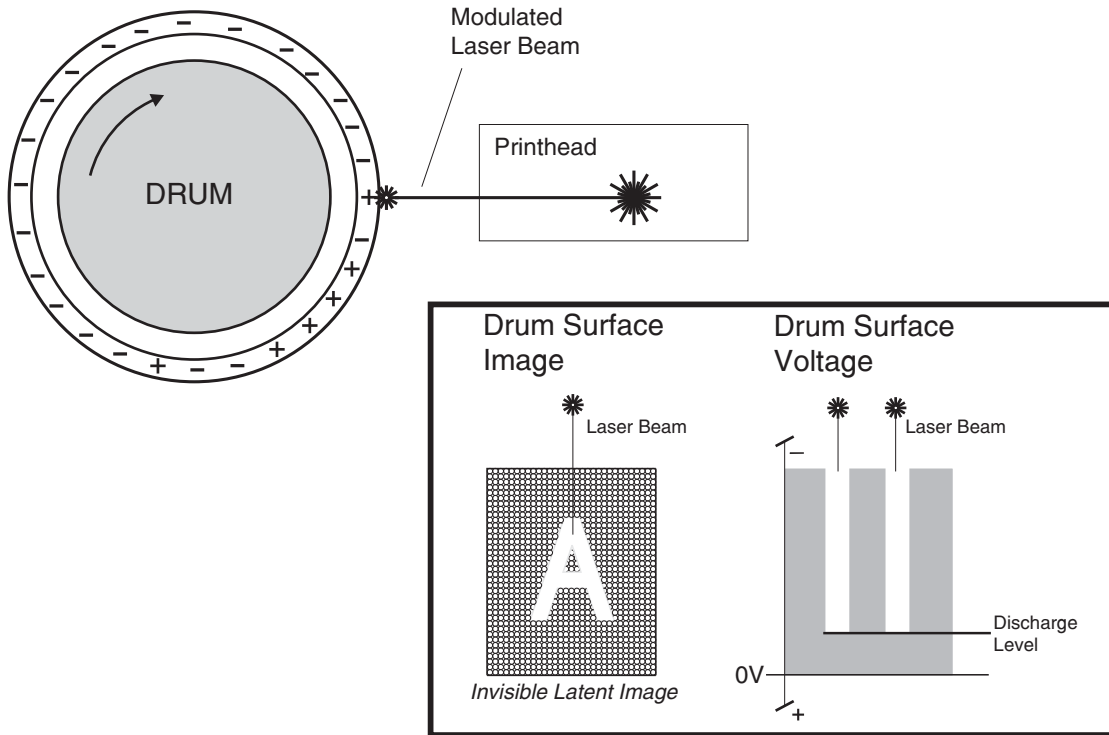 Modulated
Laser Beam
Printhead
DRUM
Drum Surface
Image
Drum Surface
Voltage
Laser Beam
Laser Beam
Discharge
Level
0V
Invisible Latent Image